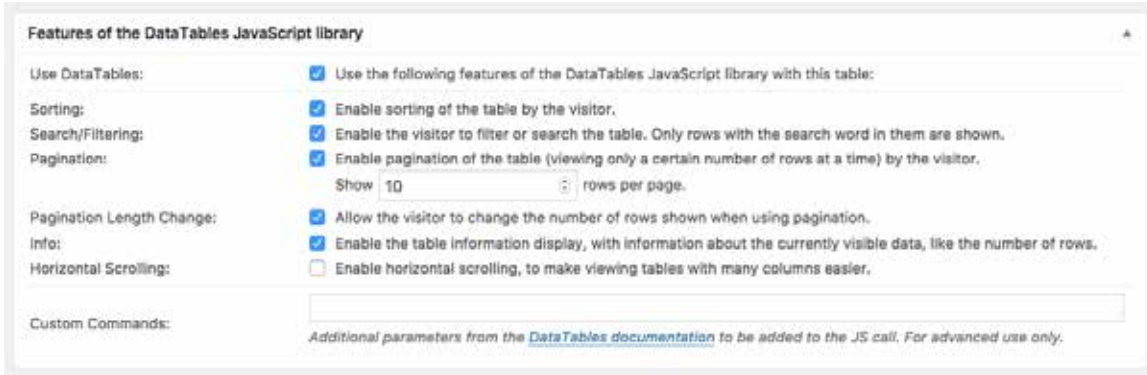 Features of the DataTables JavaScript library
Use DataTables: Use the following features of the DataTables JavaScript library with this table:
Sorting: Enable sorting of the table by the visitor.
Search/Filtering: Enable the visitor to filter or search the table. Only rows with the search word in them are shown.
Pagination: Enable pagination of the table (viewing only a certain number of rows at a time) by the visitor.
Show 10 rows per page.
Pagination Length Change: Allow the visitor to change the number of rows shown when using pagination.
Info: Enable the table information display, with information about the currently visible data, like the number of rows.
Horizontal Scrolling: Enable horizontal scrolling, to make viewing tables with many columns easier.
Custom Commands:
Additional parameters from the DataTables documentation to be added to the JS call. For advanced use only.